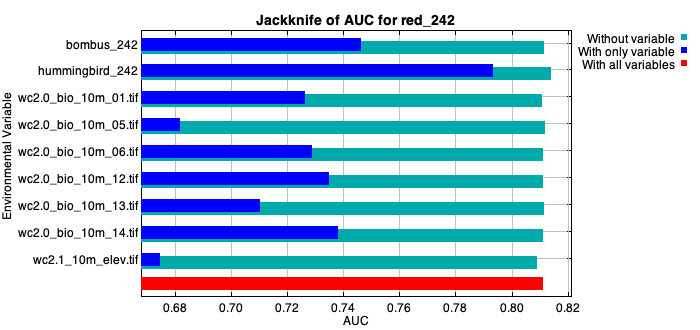 Jackknife of AUC for red_242
Without variable
With only variable
With all variables
Environmental Variable
bombus_242
hummingbird_242
wc2.0_bio_10m_01.tif
wc2.0_bio_10m_05.tif
wc2.0_bio_10m_06.tif
wc2.0_bio_10m_12.tif
wc2.0_bio_10m_13.tif
wc2.0_bio_10m_14.tif
wc2.1_10m_elev.tif
0.68 0.70 0.72 0.74 0.76 0.78 0.80 0.82
AUC